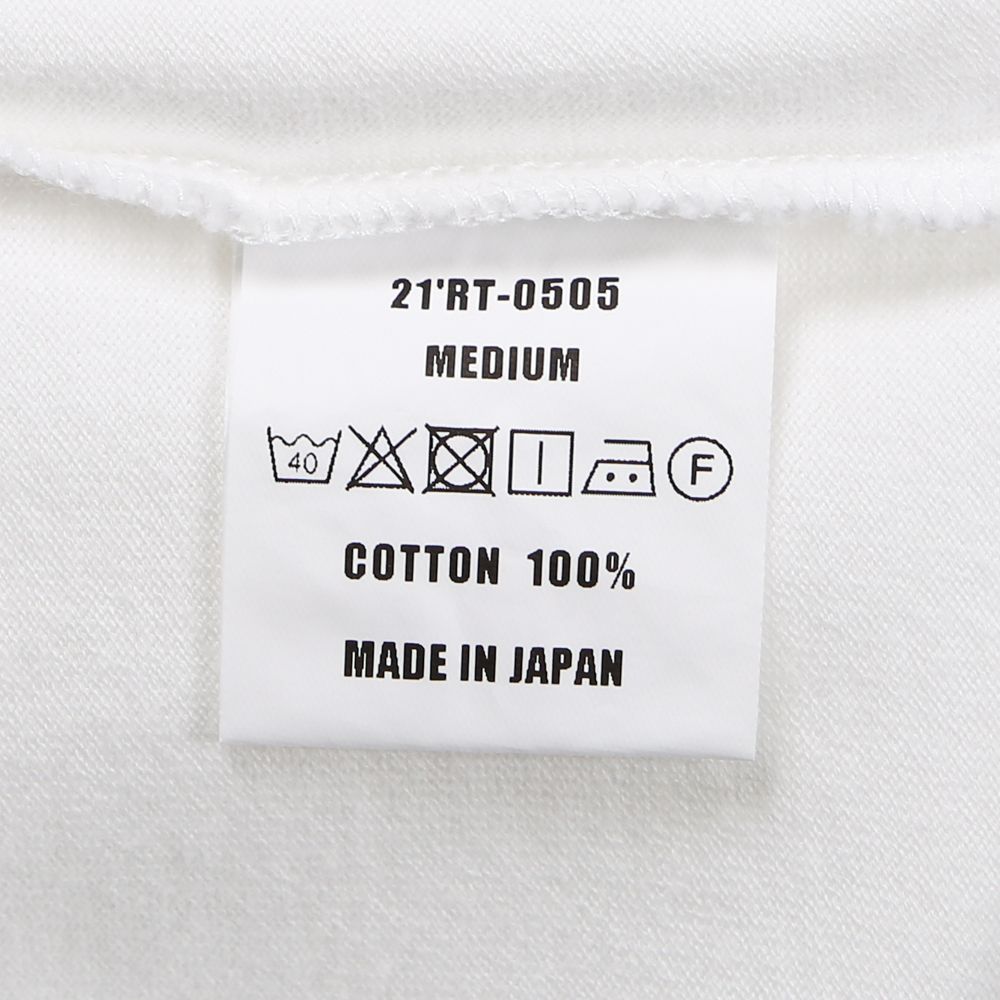 21'RT-0505
MEDIUM
40 F
COTTON 100%
MADE IN JAPAN